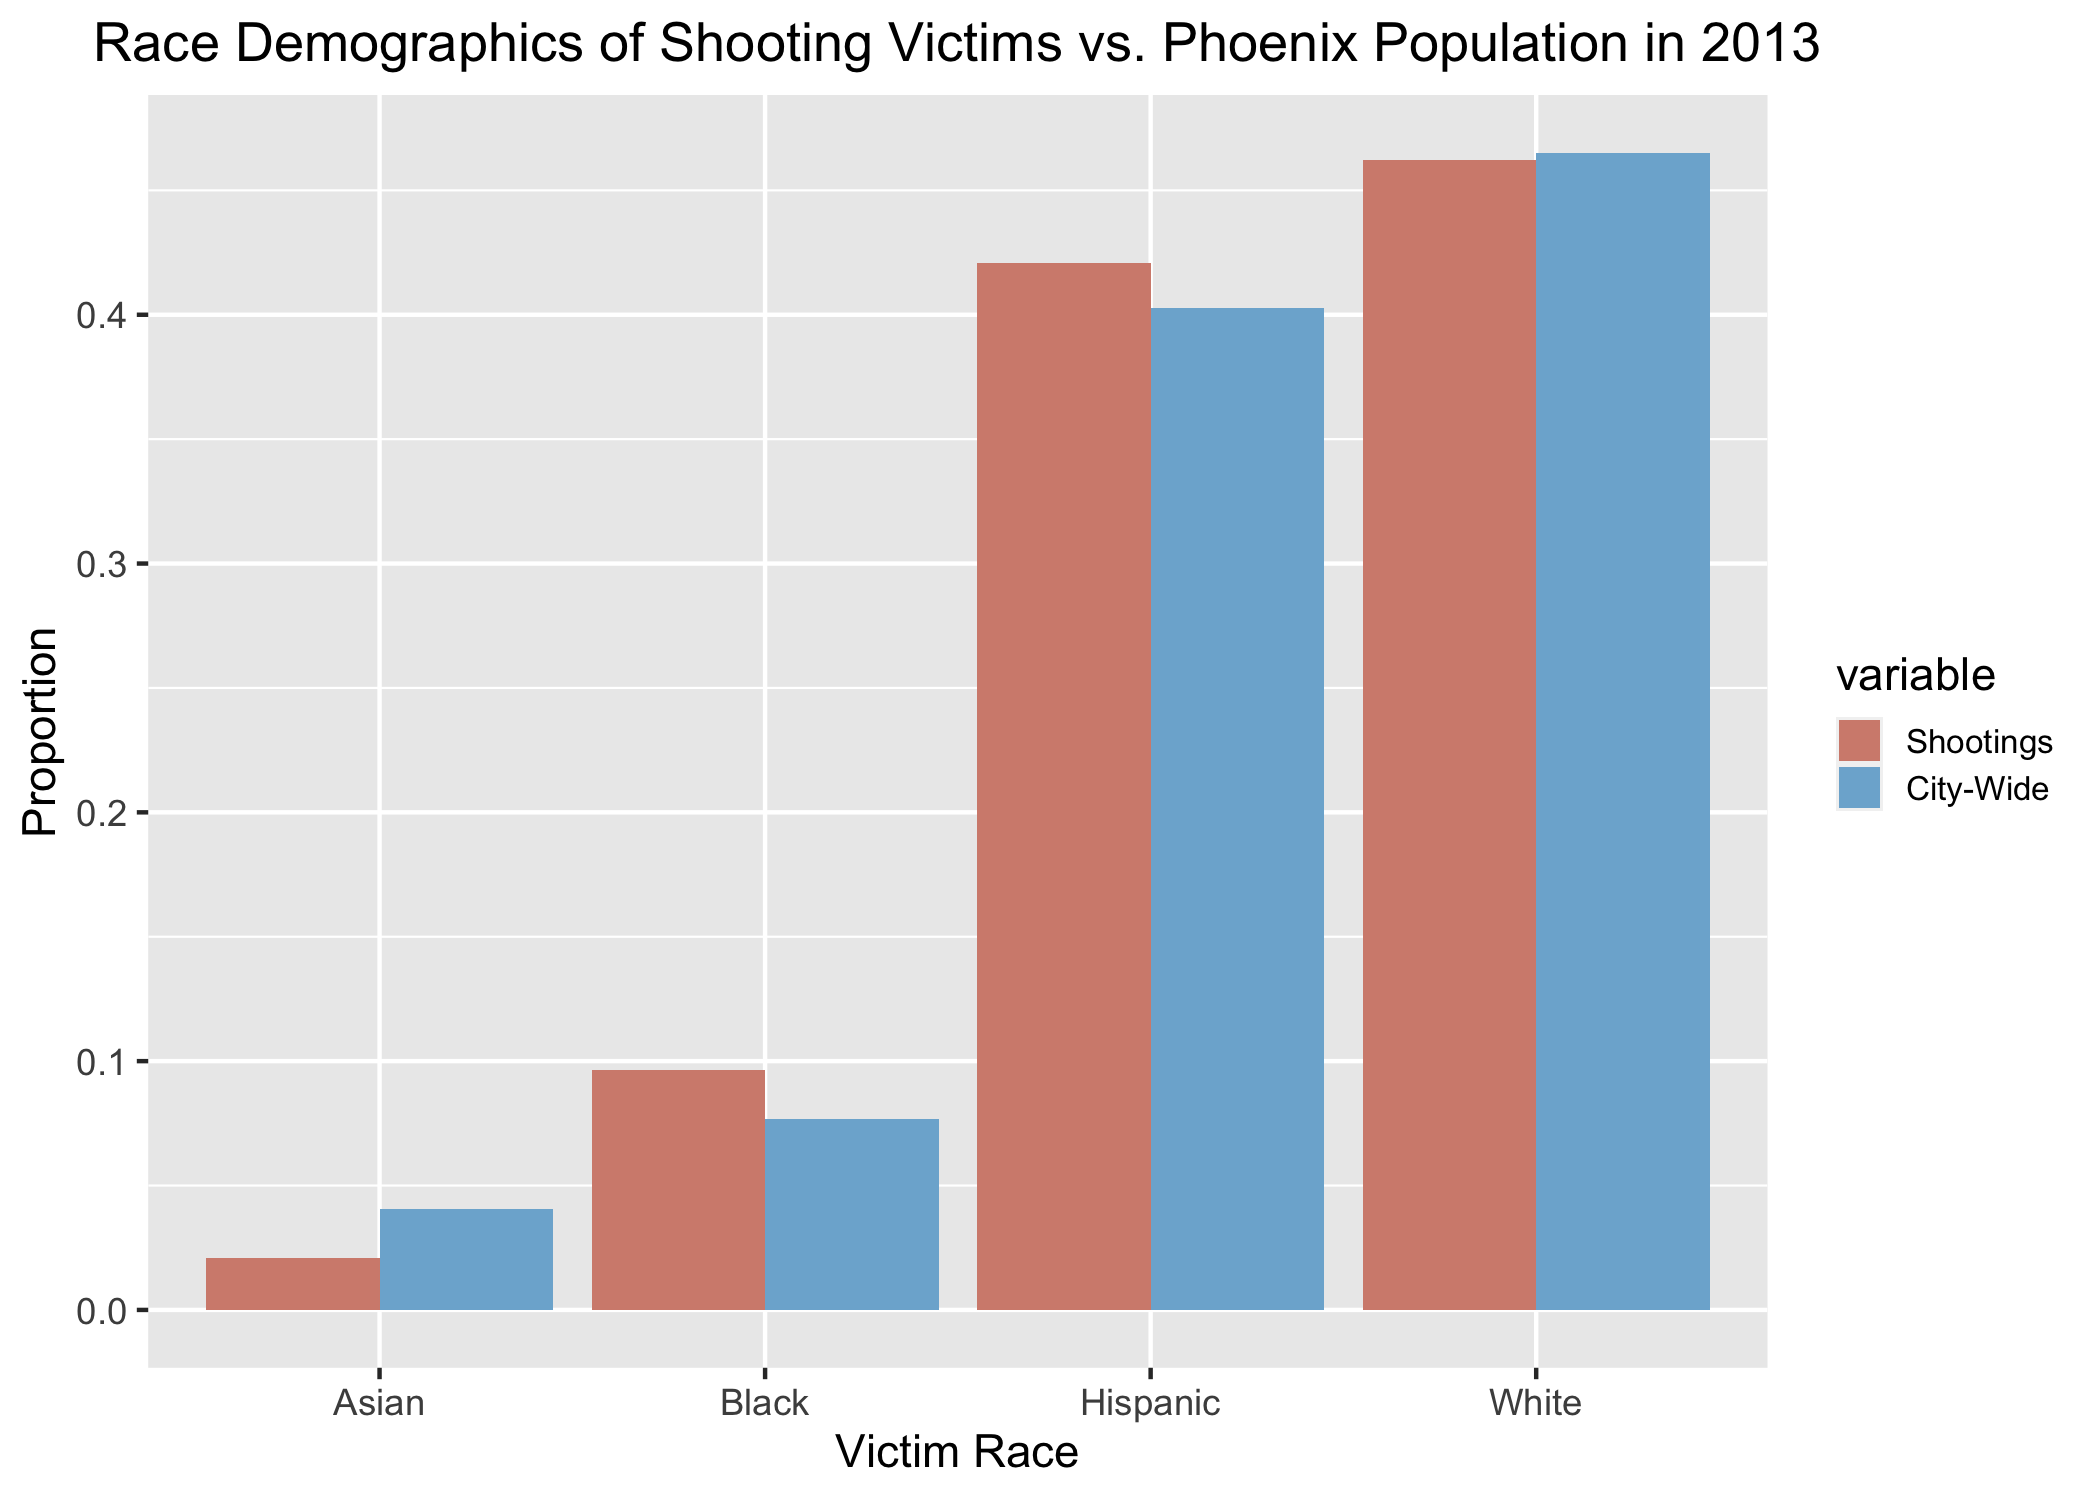 Race Demographics of Shooting Victims vs. Phoenix Population in 2013
Proportion
0.4
0.3
0.2
0.1
0.0
Asian
Black
Hispanic
White
Victim Race
variable
Shootings
City-Wide